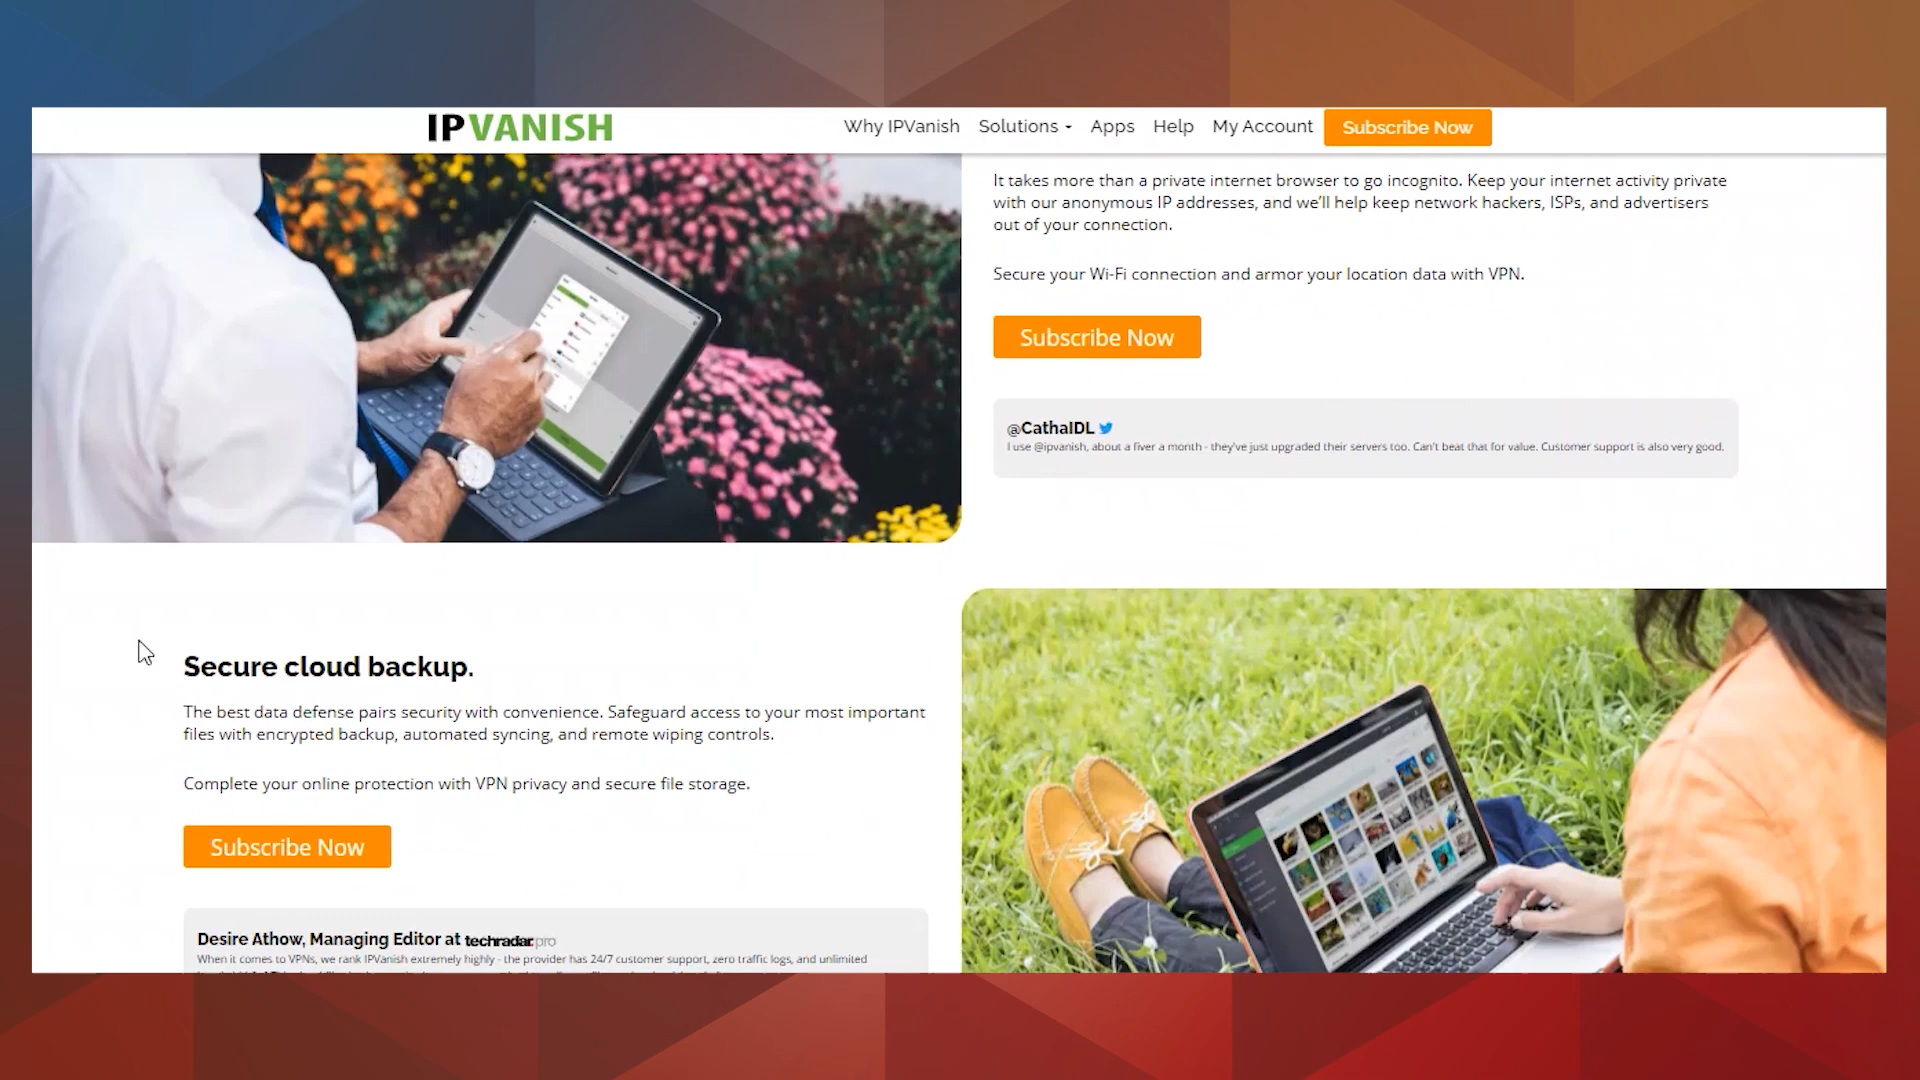 IPVANISH
Why IPVanish Solutions Apps Help My Account Subscribe Now
It takes more than a private internet browser to go incognito. Keep your internet activity private
with our anonymous IP addresses, and we'll help keep network hackers, ISPs, and advertisers
out of your connection.
Secure your Wi-Fi connection and armor your location data with VPN.
Subscribe Now
@CathalDL
I use @ipvanish, about a fiver a month - they've just upgraded their servers too. Can't beat that for value. Customer support is also very good.
Secure cloud backup.
The best data defense pairs security with convenience. Safeguard access to your most important
files with encrypted backup, automated syncing, and remote wiping controls.
Complete your online protection with VPN privacy and secure file storage.
Subscribe Now
Desire Athow, Managing Editor at techradar.pro
When it comes to VPNs, we rank IPVanish extremely highly - the provider has 24/7 customer support, zero traffic logs, and unlimited